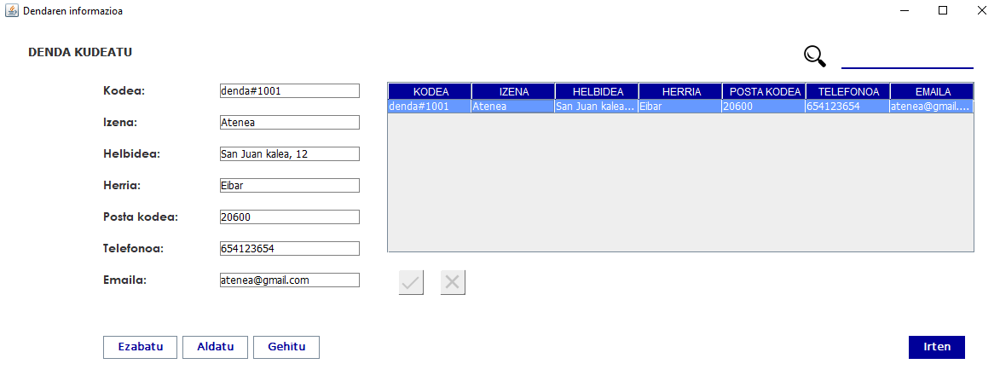 Dendaren informazioa
DENDA KUDEATU
Kodea: denda#1001
Izena: Atenea
Helbidea: San Juan kalea, 12
Herria: Eibar
Posta kodea: 20600
Telefonoa: 654123654
Emaila: atenea@gmail.com
KODEA IZENA HELBIDEA HERRIA POSTA KODEA TELEFONOA EMAILA
denda#1001 Atenea San Juan kalea... Eibar 20600 654123654 atenea@gmail....
Ezabatu Aldatu Gehitu Irten